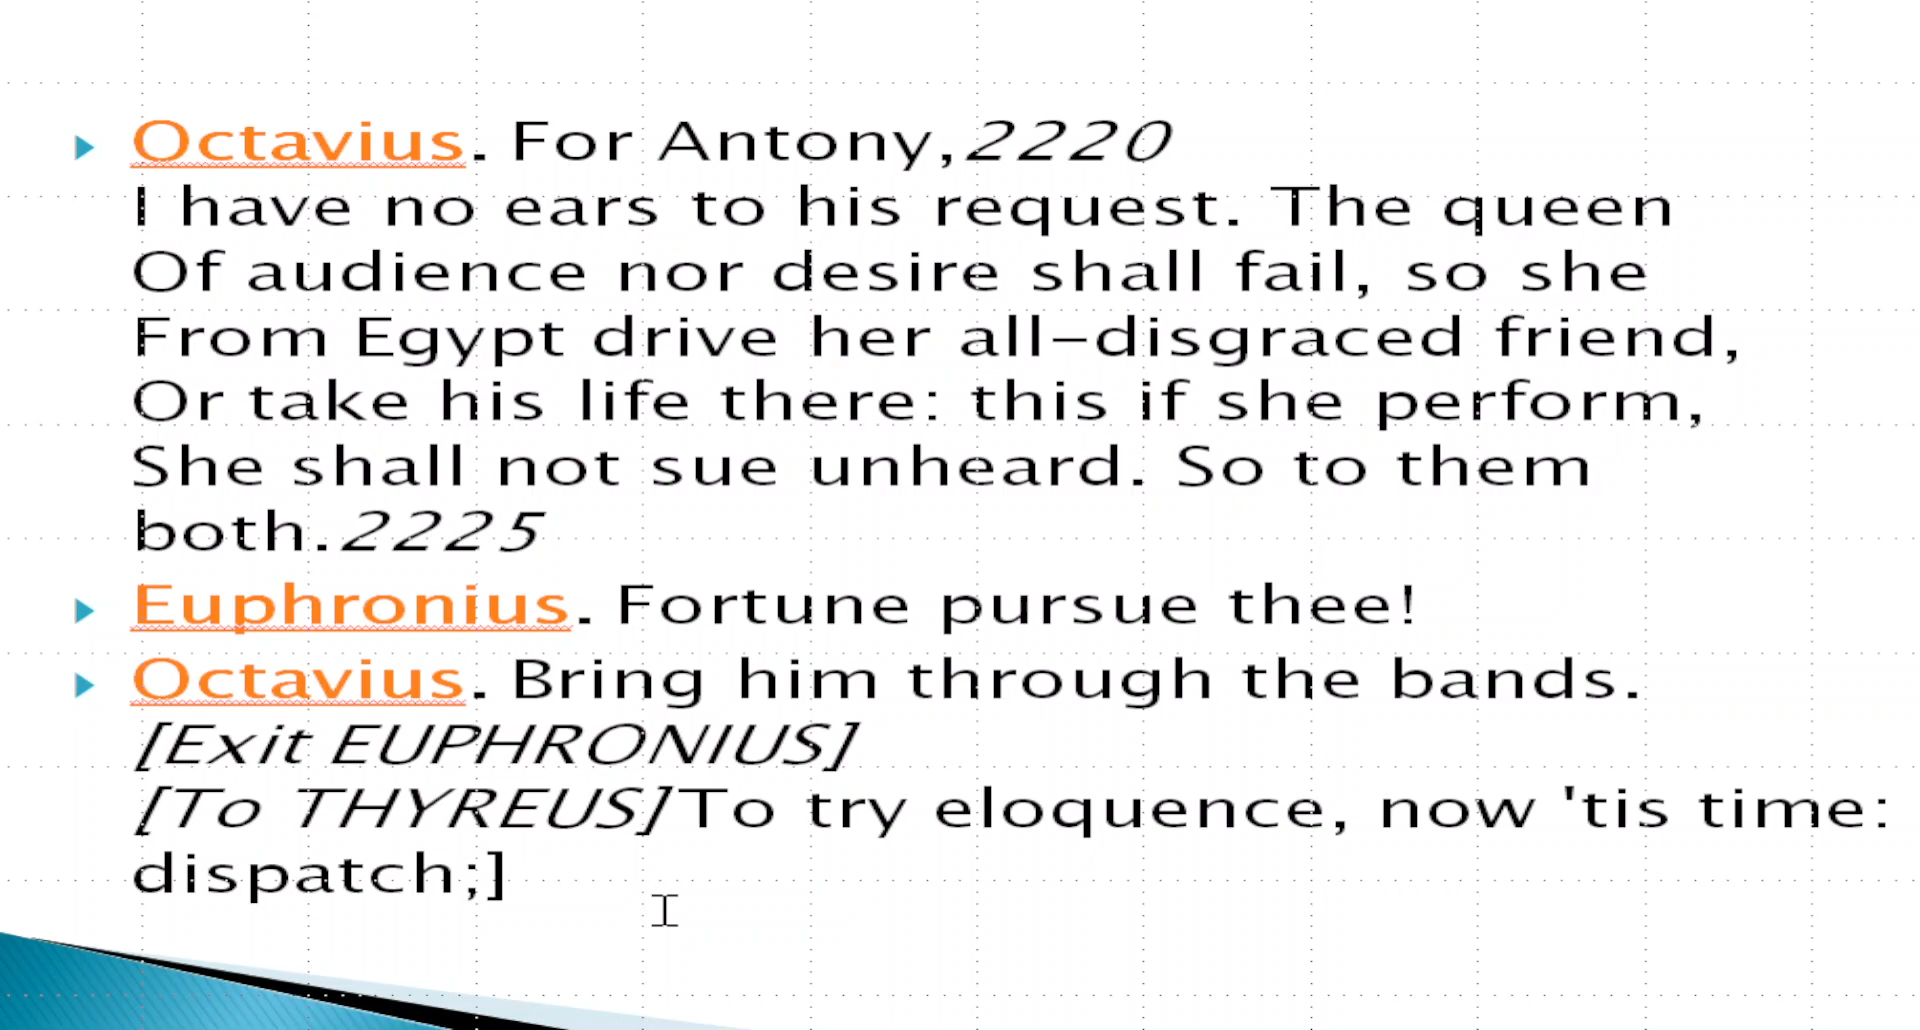 Octavius. For Antony,2220
I have no ears to his request. The queen
Of audience nor desire shall fail, so she
From Egypt drive her all-disgraced friend,
Or take his life there: this if she perform,
She shall not sue unheard. So to them
both.2225
Euphronius. Fortune pursue thee!
Octavius. Bring him through the bands.
[Exit EUPHRONIUS]
[To THYREUS]To try eloquence, now 'tis time:
dispatch;]